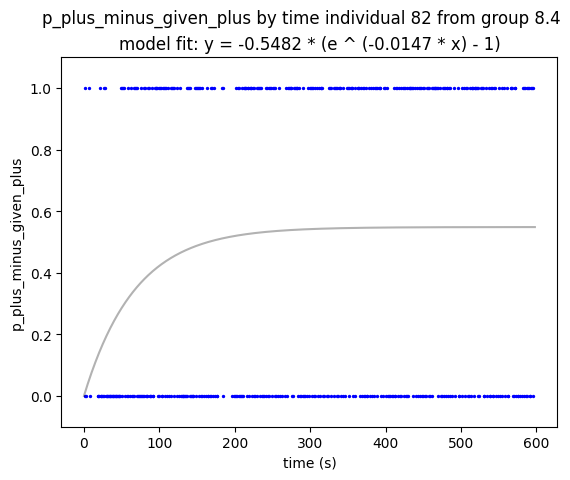 p_plus_minus_given_plus by time individual 82 from group 8.4
model fit: y = -0.5482 * (e ^ (-0.0147 * x) - 1)
1.0
0.8
0.6
0.4
0.2
0.0
p_plus_minus_given_plus
0 100 200 300 400 500 600
time (s)